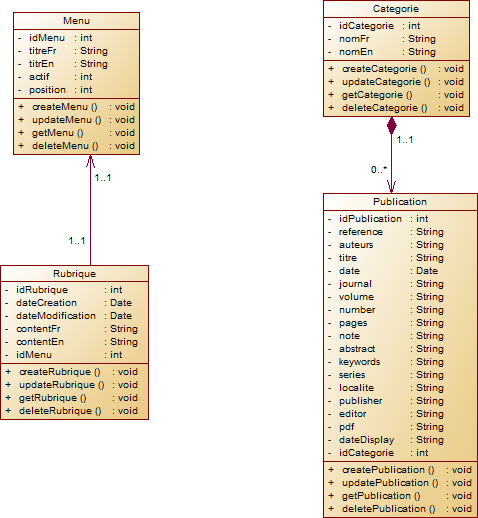 Menu
- idMenu : int
- titreFr : String
- titrEn : String
- actif : int
- position : int
+ createMenu () : void
+ updateMenu () : void
+ getMenu () : void
+ deleteMenu () : void
1..1
1..1
Rubrique
- idRubrique : int
- dateCreation : Date
- dateModification : Date
- contentFr : String
- contentEn : String
- idMenu : int
+ createRubrique () : void
+ updateRubrique () : void
+ getRubrique () : void
+ deleteRubrique () : void
Categorie
- idCategorie : int
- nomFr : String
- nomEn : String
+ createCategorie () : void
+ updateCategorie () : void
+ getCategorie () : void
+ deleteCategorie () : void
1..1
0..*
Publication
- idPublication : int
- reference : String
- auteurs : String
- titre : String
- date : Date
- journal : String
- volume : String
- number : String
- pages : String
- note : String
- abstract : String
- keywords : String
- series : String
- localite : String
- publisher : String
- editor : String
- pdf : String
- dateDisplay : String
- idCategorie : int
+ createPublication () : void
+ updatePublication () : void
+ getPublication () : void
+ deletePublication () : void